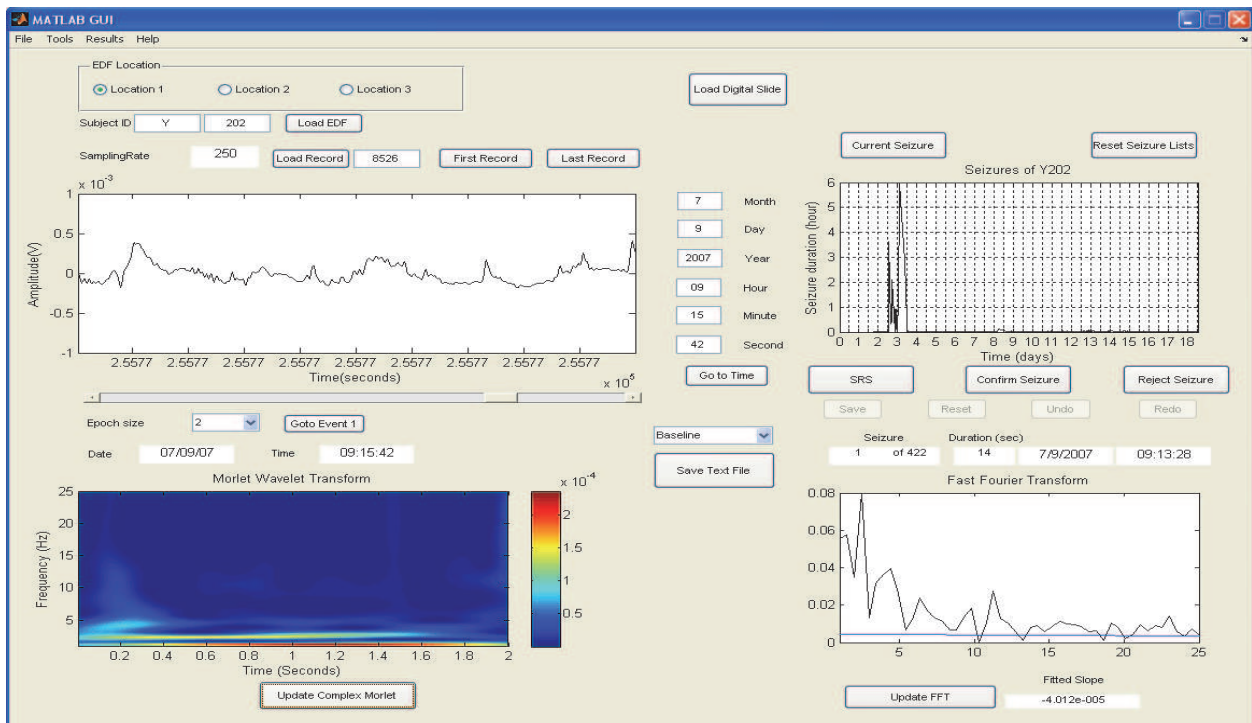 MATLAB GUI
File Tools Results Help
EDF Location
Location 1 Location 2 Location 3
Load Digital Slide
Subject ID Y 202 Load EDF
SamplingRate 250 Load Record 8526 First Record Last Record
Current Seizure Reset Seizure Lists
x 10^-3
1
0.5
0
-0.5
-1
Amplitude(V)
2.5577 2.5577 2.5577 2.5577 2.5577 2.5577 2.5577 2.5577
Time(seconds)
x 10^5
7 Month
9 Day
2007 Year
09 Hour
15 Minute
42 Second
Go to Time
Seizures of Y202
6
5
4
3
2
1
0
Seizure duration (hour)
0 1 2 3 4 5 6 7 8 9 10 11 12 13 14 15 16 17 18
Time (days)
SRS Confirm Seizure Reject Seizure
Save Reset Undo Redo
Epoch size 2 Goto Event 1
Date 07/09/07 Time 09:15:42
Baseline
Save Text File
Seizure Duration (sec)
1 of 422 14 7/9/2007 09:13:28
Morlet Wavelet Transform
25
20
15
10
5
Frequency (Hz)
0.2 0.4 0.6 0.8 1 1.2 1.4 1.6 1.8 2
Time (Seconds)
x 10^-4
2
1.5
1
0.5
Update Complex Morlet
Fast Fourier Transform
0.08
0.06
0.04
0.02
0
5 10 15 20 25
Fitted Slope
Update FFT -4.012e-005